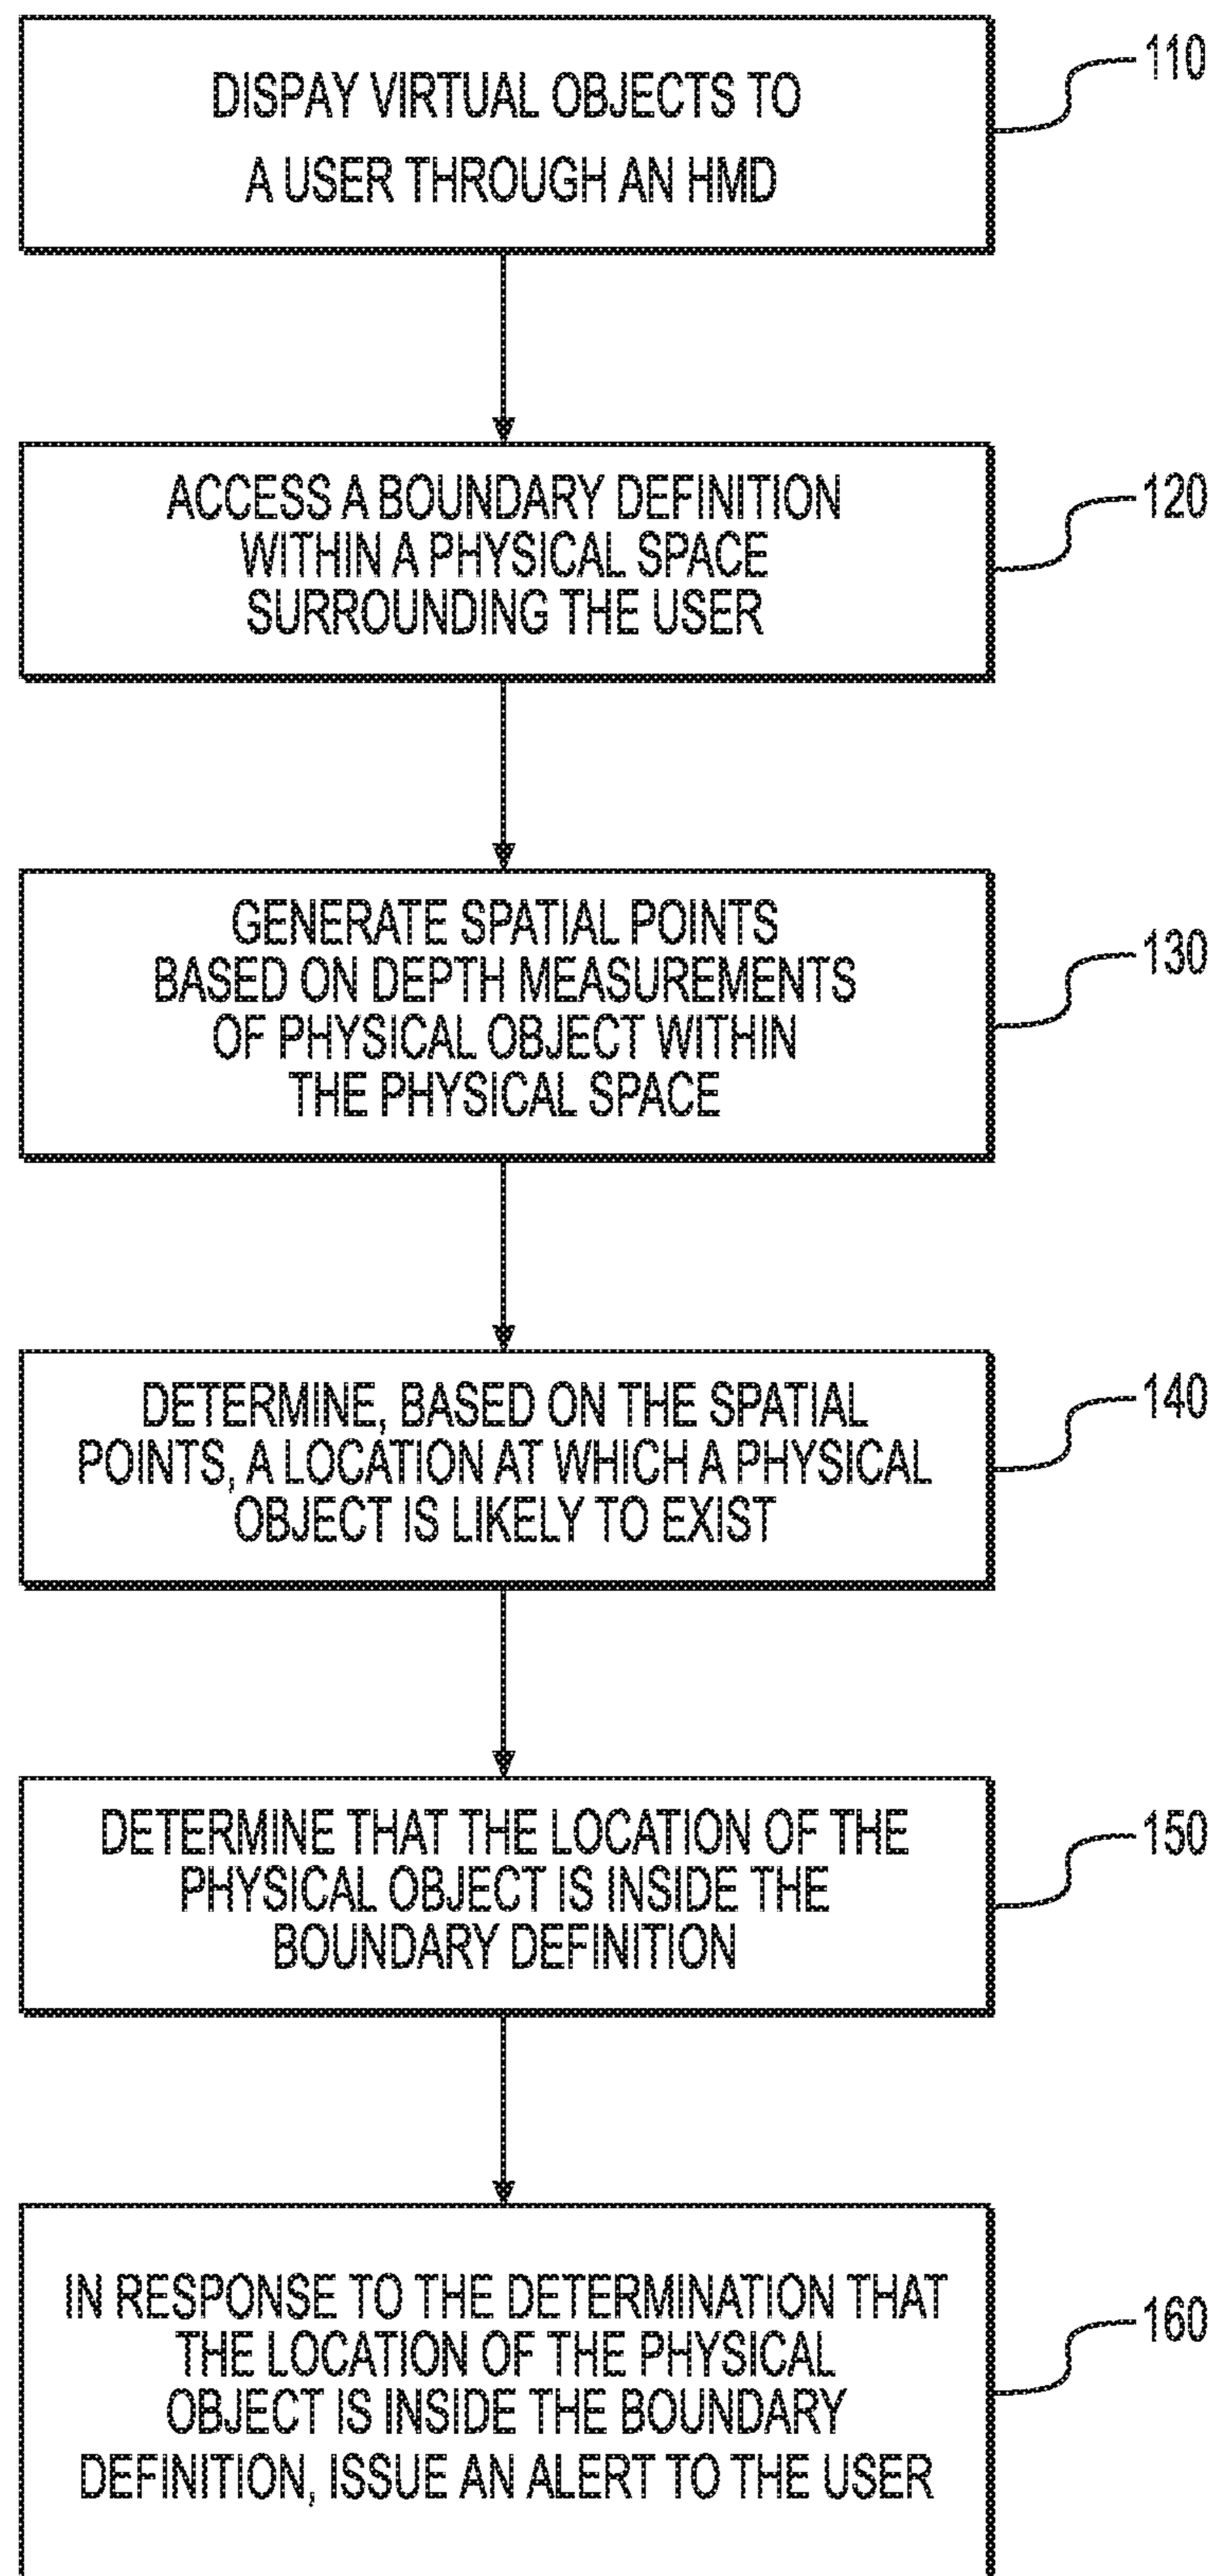 DISPAY VIRTUAL OBJECTS TO
A USER THROUGH AN HMD
110
ACCESS A BOUNDARY DEFINITION
WITHIN A PHYSICAL SPACE
SURROUNDING THE USER
120
GENERATE SPATIAL POINTS
BASED ON DEPTH MEASUREMENTS
OF PHYSICAL OBJECT WITHIN
THE PHYSICAL SPACE
130
DETERMINE, BASED ON THE SPATIAL
POINTS, A LOCATION AT WHICH A PHYSICAL
OBJECT IS LIKELY TO EXIST
140
DETERMINE THAT THE LOCATION OF THE
PHYSICAL OBJECT IS INSIDE THE
BOUNDARY DEFINITION
150
IN RESPONSE TO THE DETERMINATION THAT
THE LOCATION OF THE PHYSICAL
OBJECT IS INSIDE THE BOUNDARY
DEFINITION, ISSUE AN ALERT TO THE USER
160